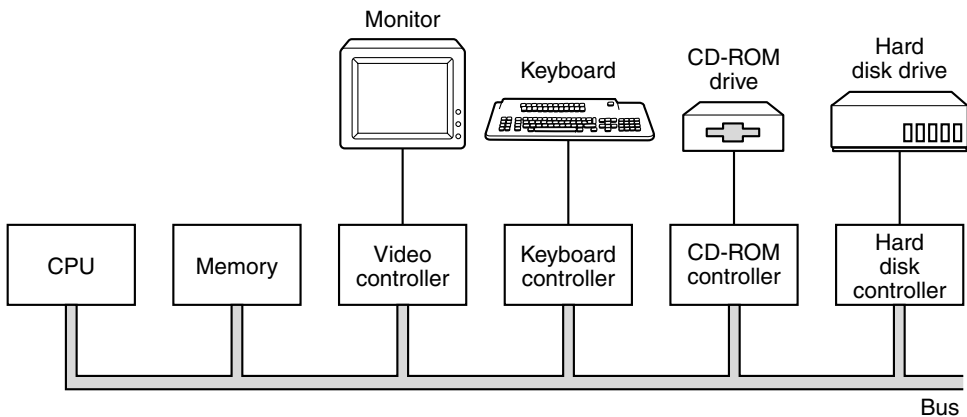 Monitor
Keyboard
CD-ROM
drive
Hard
disk drive
CPU
Memory
Video
controller
Keyboard
controller
CD-ROM
controller
Hard
disk
controller
Bus